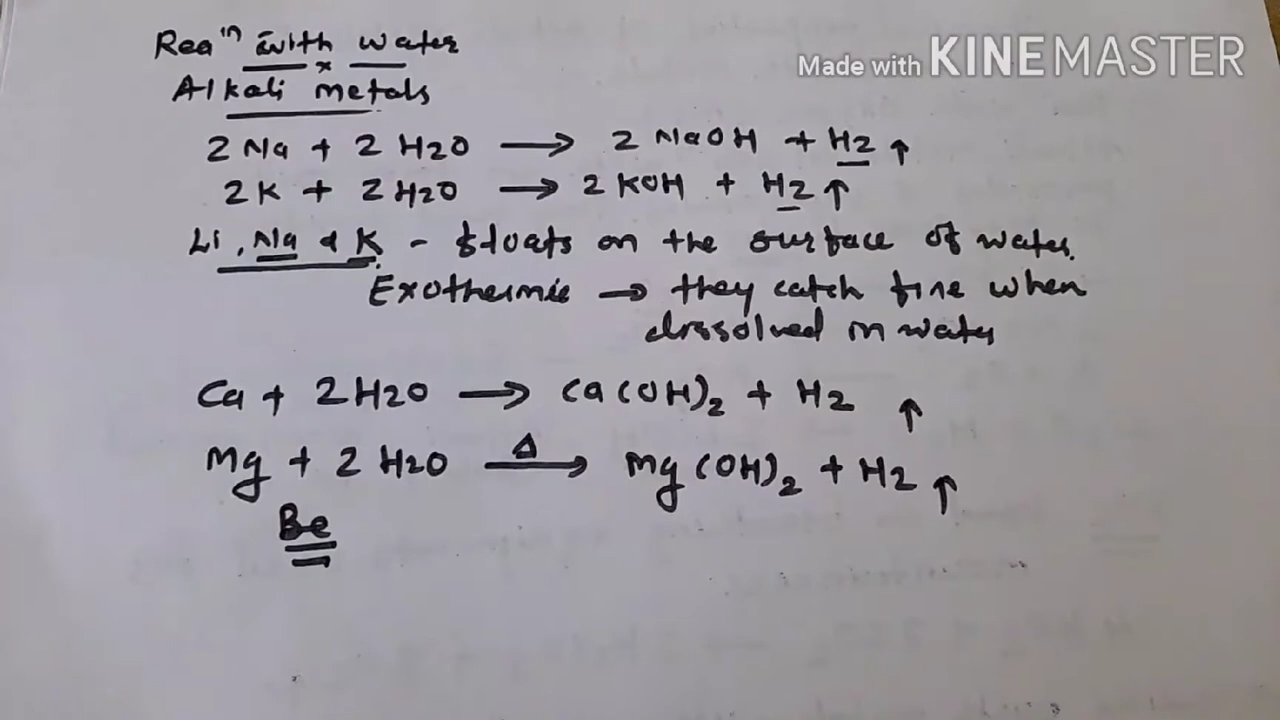 Reaⁿ with water
Made with KINEMASTER
Alkali metals
2 Na + 2 H2O → 2 NaOH + H2 ↑
2K + 2H2O → 2 KOH + H2 ↑
Li, Na & K - floats on the surface of water.
Exothermic → they catch fire when
dissolved in water
Ca + 2H2O → Ca(OH)₂ + H2 ↑
Δ
Mg + 2 H2O → Mg(OH)₂ + H2 ↑
Be